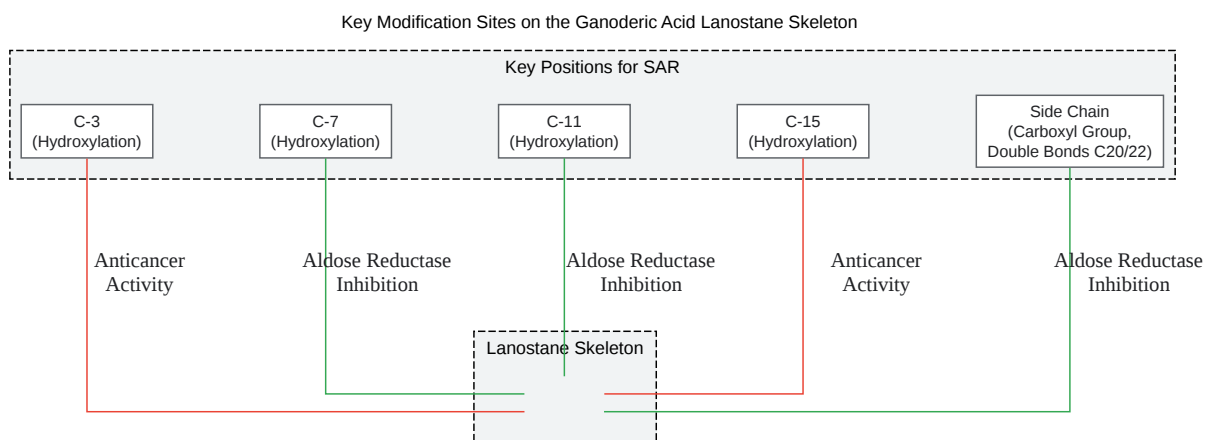 Key Modification Sites on the Ganoderic Acid Lanostane Skeleton
Key Positions for SAR
C-3
(Hydroxylation)
C-7
(Hydroxylation)
C-11
(Hydroxylation)
C-15
(Hydroxylation)
Side Chain
(Carboxyl Group,
Double Bonds C20/22)
Anticancer
Activity
Aldose Reductase
Inhibition
Aldose Reductase
Inhibition
Anticancer
Activity
Aldose Reductase
Inhibition
Lanostane Skeleton